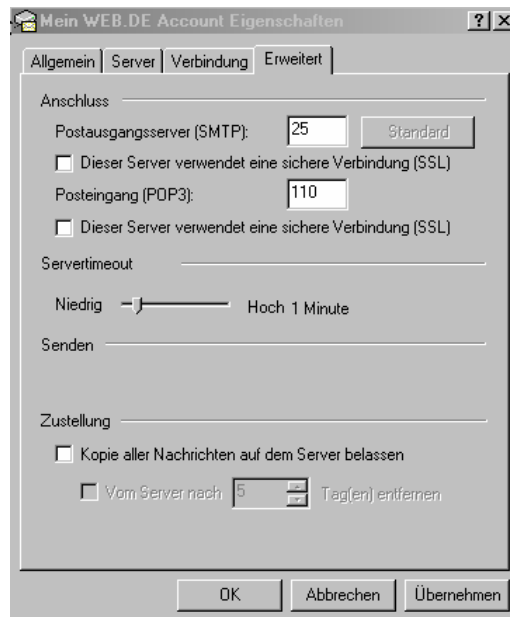 Mein WEB.DE Account Eigenschaften ? x
Allgemein Server Verbindung Erweitert
Anschluss
Postausgangsserver (SMTP): 25 Standard
Dieser Server verwendet eine sichere Verbindung (SSL)
Posteingang (POP3): 110
Dieser Server verwendet eine sichere Verbindung (SSL)
Servertimeout
Niedrig Hoch 1 Minute
Senden
Zustellung
Kopie aller Nachrichten auf dem Server belassen
Vom Server nach 5 Tag(en) entfernen
OK Abbrechen Übernehmen